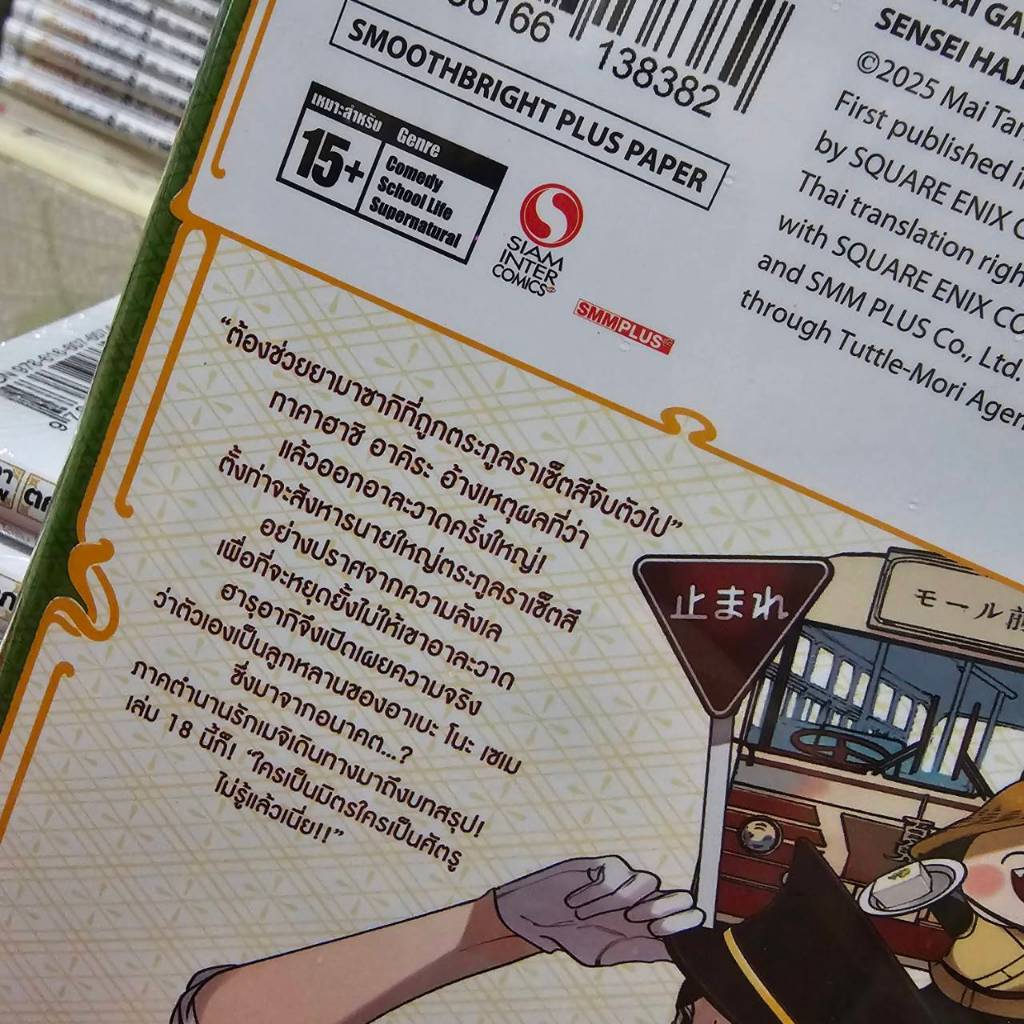 66166
138382
SMOOTHBRIGHT PLUS PAPER
เหมาะสำหรับ
15+
Genre
Comedy
School Life
Supernatural
SIAM
INTER
COMICS
SMMPLUS
SENSEI
©2025 Mai
First published
by SQUARE ENIX
Thai translation
with SQUARE ENIX
and SMM PLUS Co., Ltd.
through Tuttle-Mori
"ต้องช่วยยามาซากิที่ถูกตระกูลราเซ็ตสึจับตัวไป"
ทาคาฮาชิ อาคิระ อ้างเหตุผลที่ว่า
แล้วออกอาละวาดครั้งใหญ่!
ตั้งท่าจะสังหารนายใหญ่ตระกูลราเซ็ตสึ
อย่างปราศจากความลังเล
เพื่อที่จะหยุดยั้งไม่ให้เขาอาละวาด
ฮารุอากิจึงเปิดเผยความจริง
ว่าตัวเองเป็นลูกหลานของอาเบะ โนะ เซเม
ซึ่งมาจากอนาคต...?
ภาคตำนานรักเมจิเดินทางมาถึงบทสรุป!
เล่ม 18 นี้ก็! "ใครเป็นมิตรใครเป็นศัตรู
ไม่รู้แล้วเนี่ย!!"
止まれ
モール前